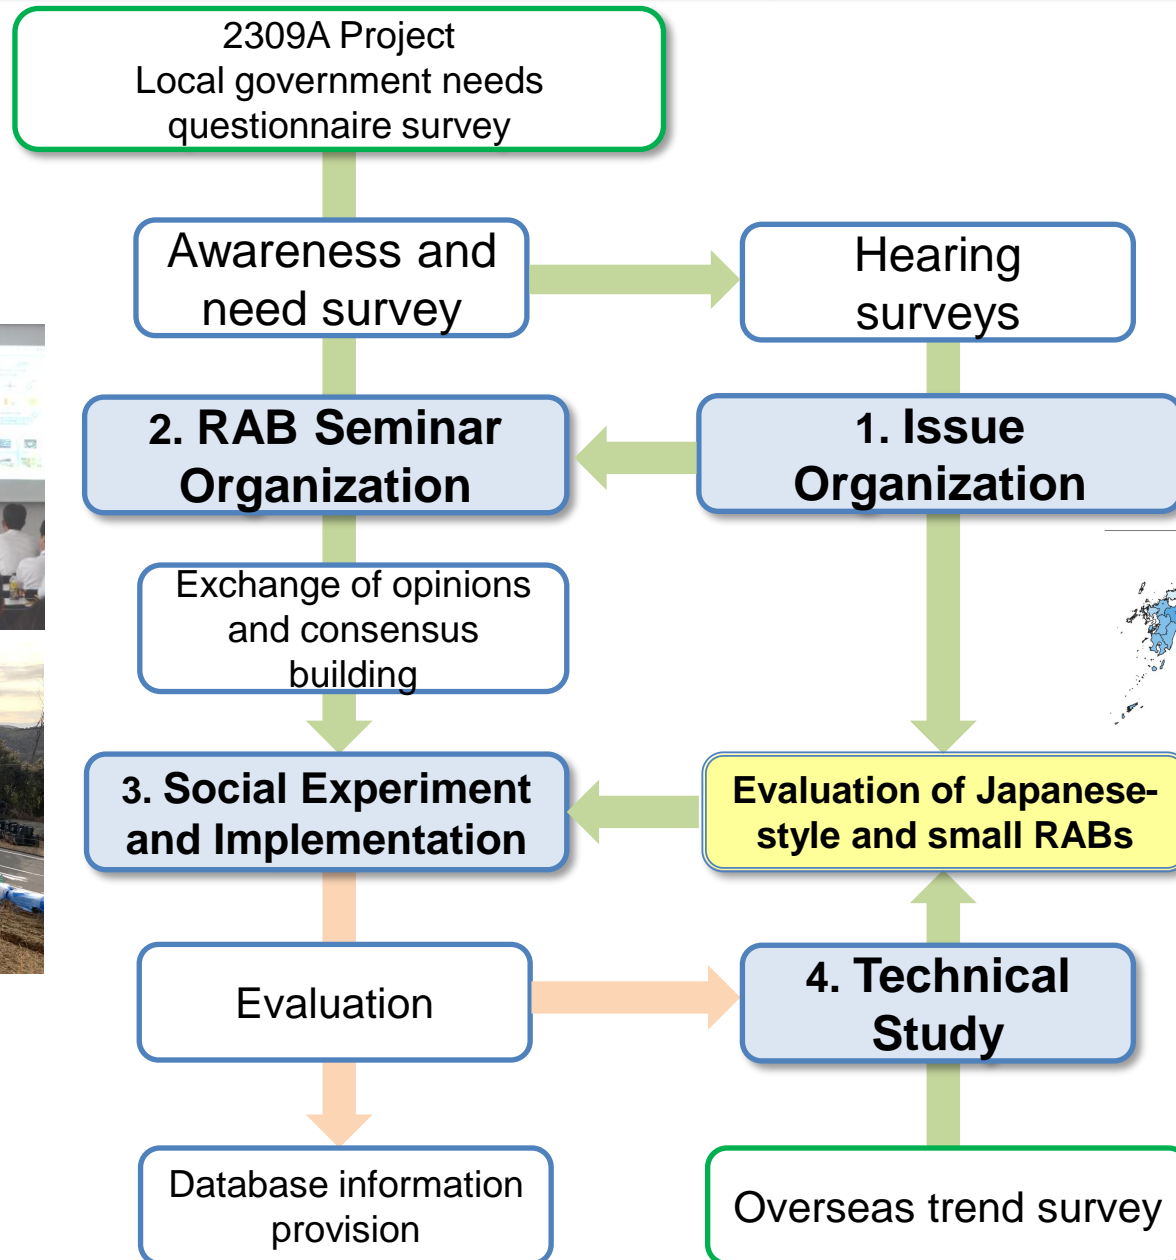 2309A Project
Local government needs
questionnaire survey
Awareness and
need survey
Hearing
surveys
2. RAB Seminar
Organization
1. Issue
Organization
Exchange of opinions
and consensus
building
3. Social Experiment
and Implementation
Evaluation of Japanese-
style and small RABs
Evaluation
4. Technical
Study
Database information
provision
Overseas trend survey